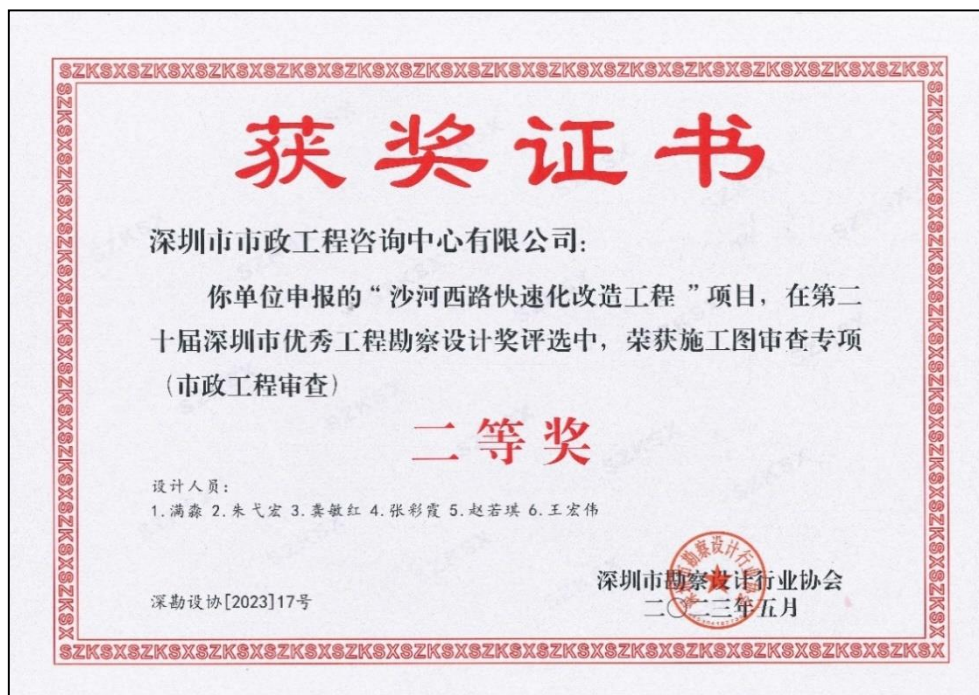 SZKSXSZKSXSZKSXSZKSXSZKSXSZKSXSZKSXSZKSXSZKSXSZKSXSZKSXSZKSX
获奖证书
深圳市市政工程咨询中心有限公司：
你单位申报的“沙河西路快速化改造工程”项目，在第二
十届深圳市优秀工程勘察设计奖评选中，荣获施工图审查专项
（市政工程审查）
二等奖
设计人员：
1.满淼 2.朱弋宏 3.龚敏红 4.张彩霞 5.赵若琪 6.王宏伟
深圳市勘察设计行业协会
二〇二三年五月
深勘设协[2023]17号